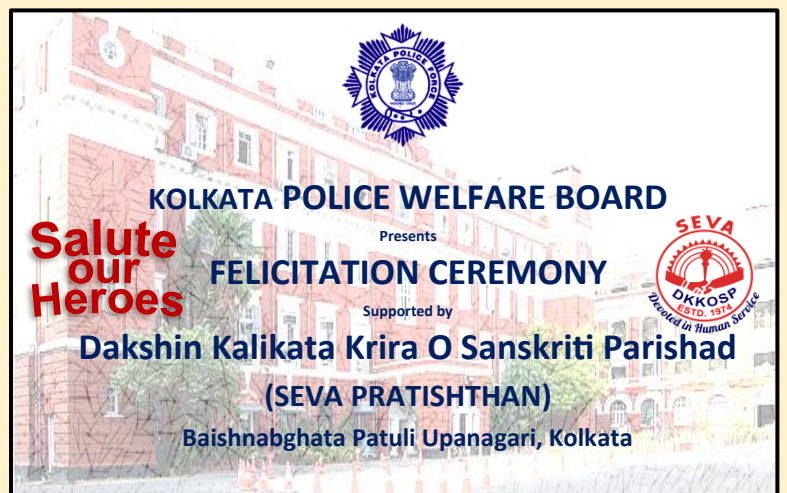 KOLKATA POLICE FORCE
KOLKATA POLICE WELFARE BOARD
Presents
FELICITATION CEREMONY
Supported by
Dakshin Kalikata Krira O Sanskriti Parishad
(SEVA PRATISHTHAN)
Baishnabghata Patuli Upanagari, Kolkata
Salute
our
Heroes
SEVA
DKKOSP
ESTD. 1974
Devoted in Human Service